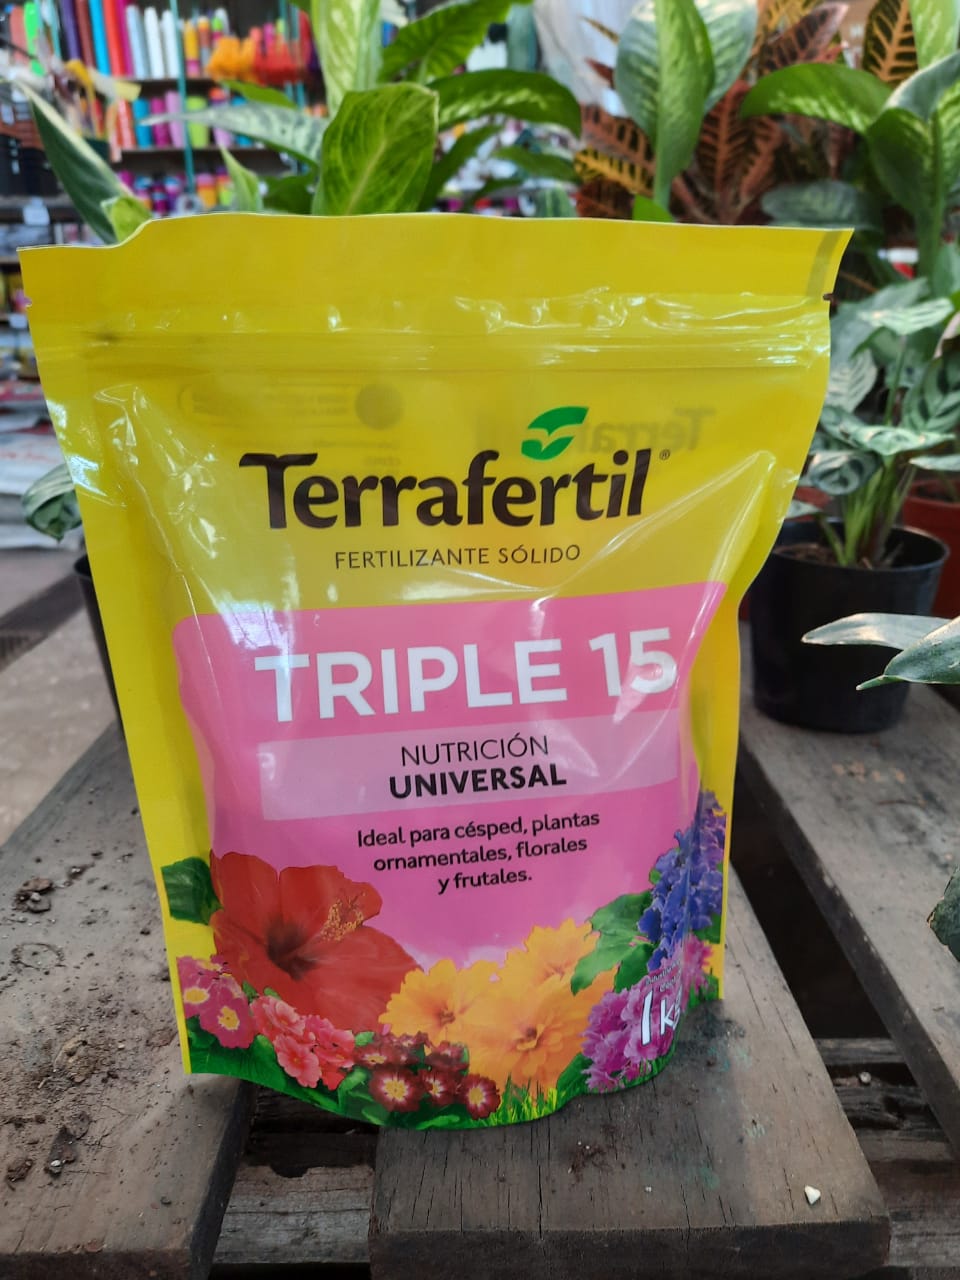 Terrafertil®
FERTILIZANTE SÓLIDO
TRIPLE 15
NUTRICIÓN
UNIVERSAL
Ideal para césped, plantas
ornamentales, florales
y frutales.
1 kg